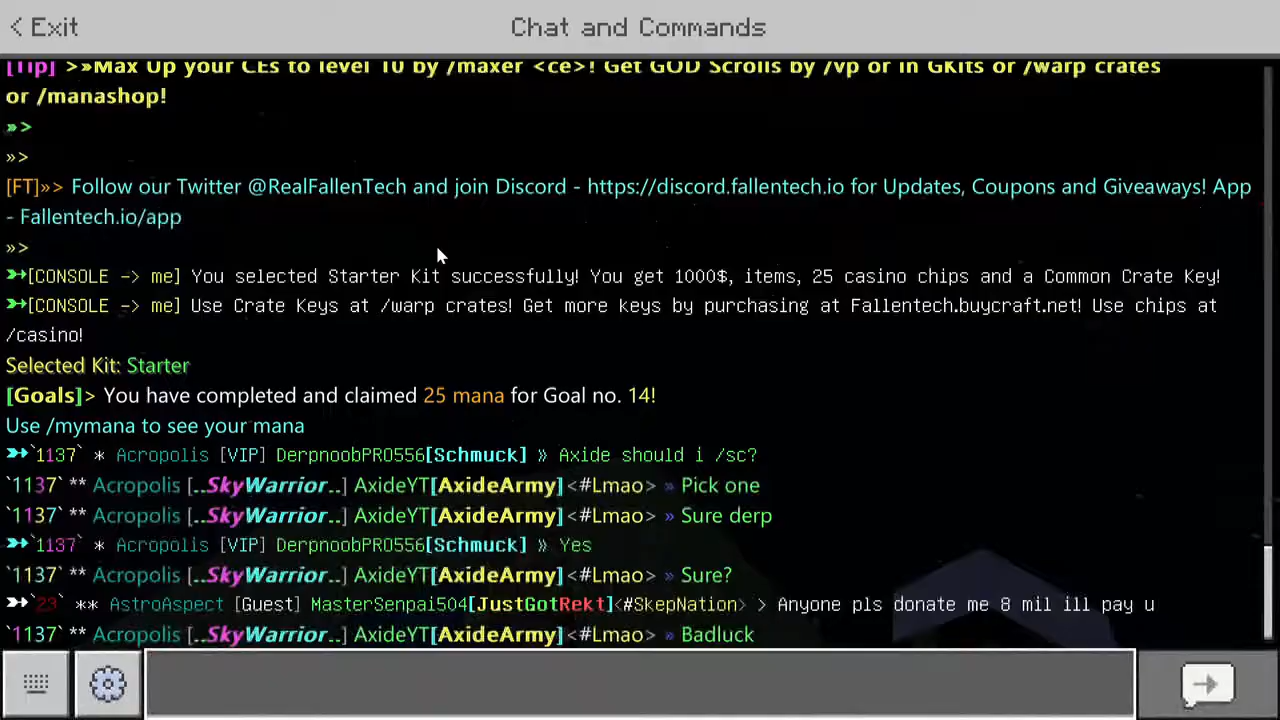 < Exit
Chat and Commands
[Tip] >»Max Up your CEs to level 10 by /maxer <ce>! Get GOD Scrolls by /vp or in GKits or /warp crates
or /manashop!
»>
»>
[FT]»> Follow our Twitter @RealFallenTech and join Discord - https://discord.fallentech.io for Updates, Coupons and Giveaways! App
- Fallentech.io/app
»>
➳[CONSOLE -> me] You selected Starter Kit successfully! You get 1000$, items, 25 casino chips and a Common Crate Key!
➳[CONSOLE -> me] Use Crate Keys at /warp crates! Get more keys by purchasing at Fallentech.buycraft.net! Use chips at
/casino!
Selected Kit: Starter
[Goals]> You have completed and claimed 25 mana for Goal no. 14!
Use /mymana to see your mana
➳`1137` * Acropolis [VIP] DerpnoobPRO556[Schmuck] » Axide should i /sc?
`1137` ** Acropolis [..SkyWarrior..] AxideYT[AxideArmy]<#Lmao> » Pick one
`1137` ** Acropolis [..SkyWarrior..] AxideYT[AxideArmy]<#Lmao> » Sure derp
➳`1137` * Acropolis [VIP] DerpnoobPRO556[Schmuck] » Yes
`1137` ** Acropolis [..SkyWarrior..] AxideYT[AxideArmy]<#Lmao> » Sure?
➳`23` ** AstroAspect [Guest] MasterSenpai504[JustGotRekt]<#SkepNation> > Anyone pls donate me 8 mil ill pay u
`1137` ** Acropolis [..SkyWarrior..] AxideYT[AxideArmy]<#Lmao> » Badluck